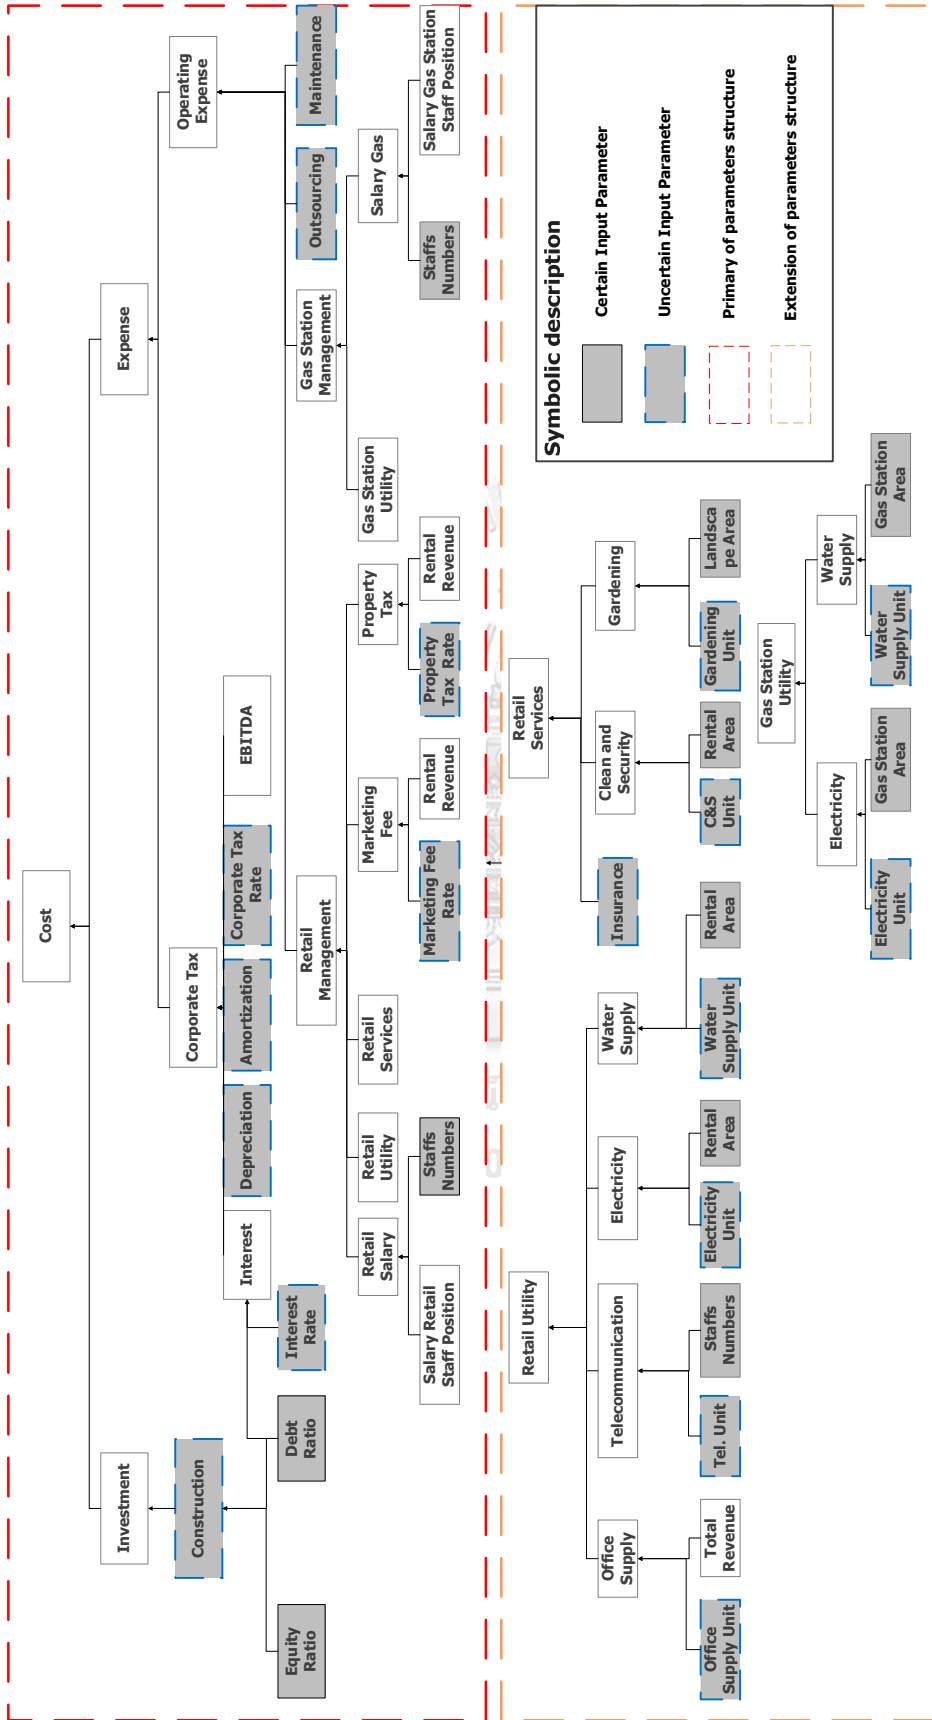 Cost
Investment
Expense
Construction
Corporate Tax
Operating
Expense
Equity
Ratio
Debt
Ratio
Interest
Rate
Interest
Depreciation
Amortization
Corporate Tax
Rate
EBITDA
Retail
Management
Gas Station
Management
Outsourcing
Maintenance
Retail
Salary
Retail
Utility
Retail
Services
Marketing
Fee
Property
Tax
Gas Station
Utility
Salary Gas
Salary Retail
Staff Position
Staffs
Numbers
Marketing Fee
Rate
Rental
Revenue
Property
Tax Rate
Rental
Revenue
Staffs
Numbers
Salary Gas Station
Staff Position
Retail Utility
Retail
Services
Office
Supply
Telecommunication
Electricity
Water
Supply
Insurance
Clean and
Security
Gardening
Office
Supply Unit
Total
Revenue
Tel. Unit
Staffs
Numbers
Electricity
Unit
Rental
Area
Water
Supply Unit
Rental
Area
C&S
Unit
Rental
Area
Gardening
Unit
Landsca
pe Area
Gas Station
Utility
Electricity
Water
Supply
Electricity
Unit
Gas Station
Area
Water
Supply Unit
Gas Station
Area
Symbolic description
Certain Input Parameter
Uncertain Input Parameter
Primary of parameters structure
Extension of parameters structure